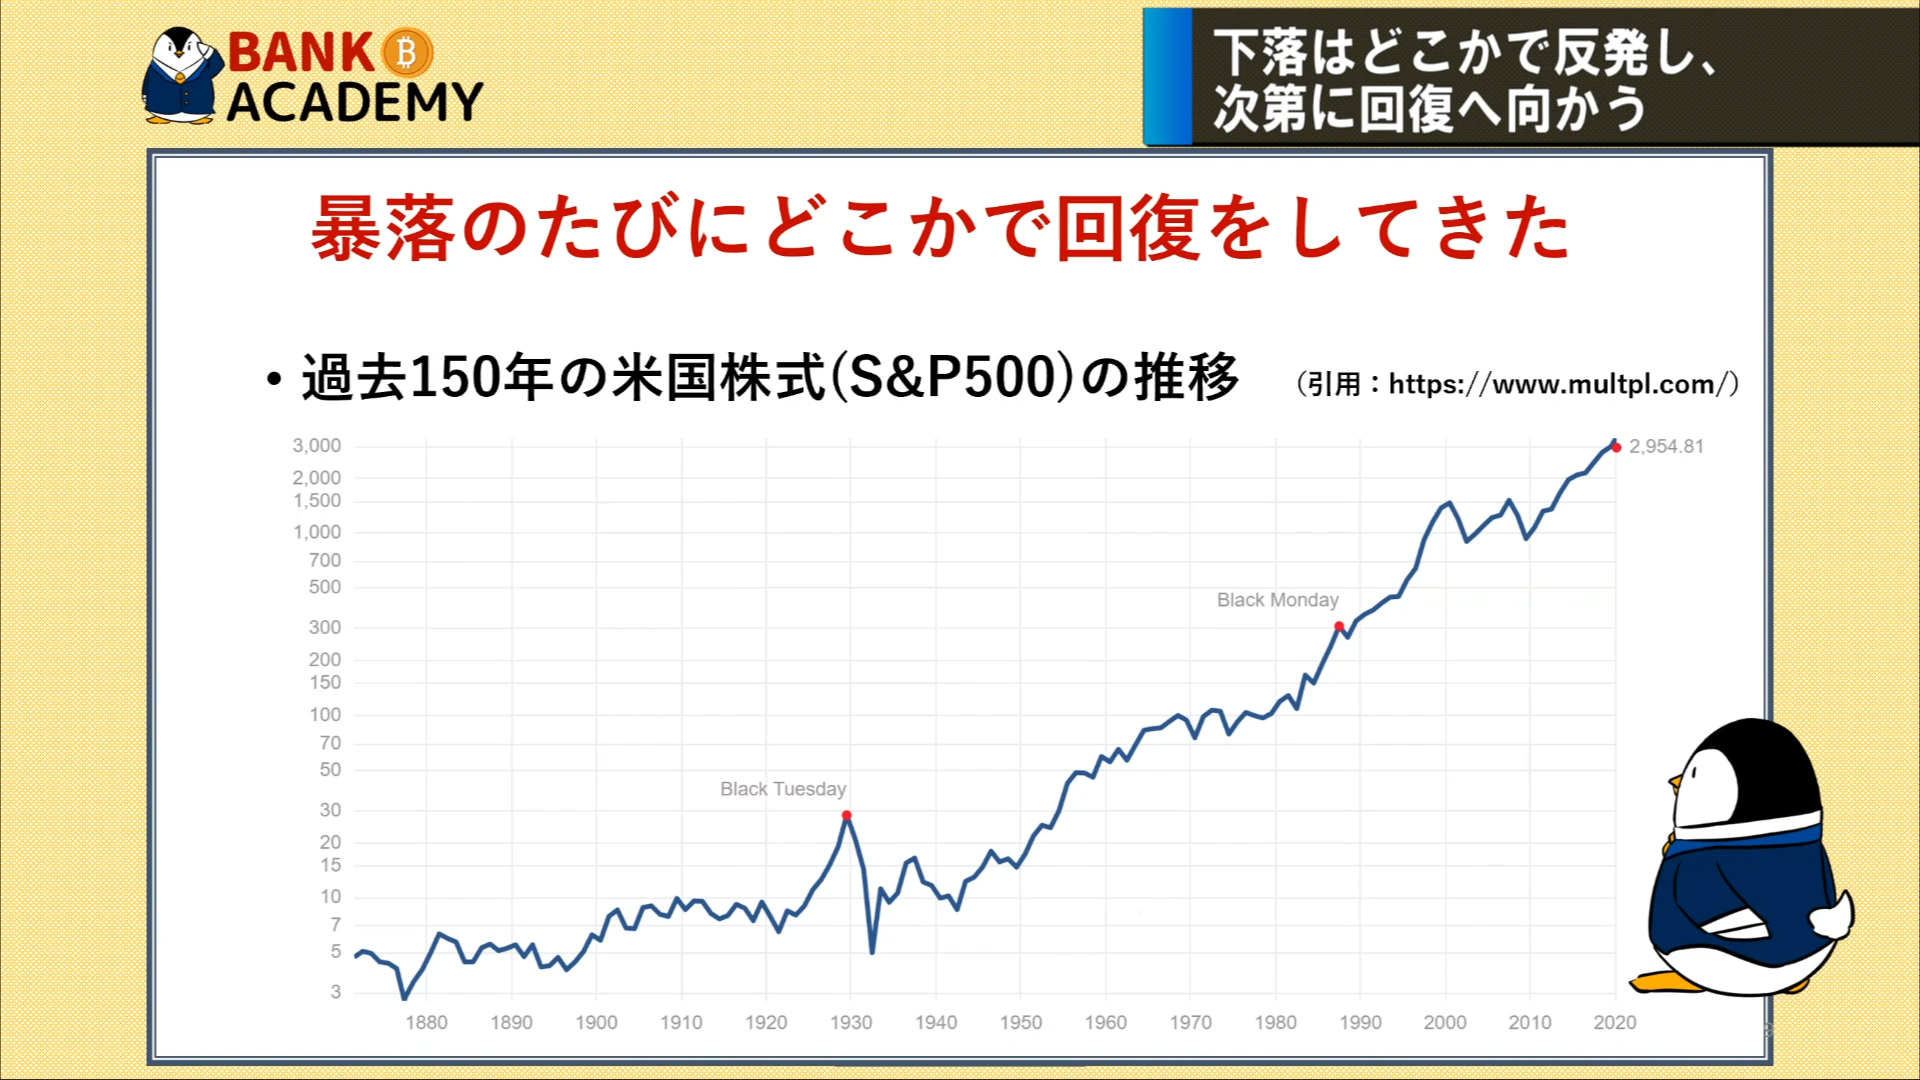 BANK
ACADEMY
下落はどこかで反発し、
次第に回復へ向かう
暴落のたびにどこかで回復をしてきた
• 過去150年の米国株式(S&P500)の推移 （引用：https://www.multpl.com/）
3,000
2,000
1,500
1,000
700
500
300
200
150
100
70
50
30
20
15
10
7
5
3
2,954.81
Black Monday
Black Tuesday
1880 1890 1900 1910 1920 1930 1940 1950 1960 1970 1980 1990 2000 2010 2020